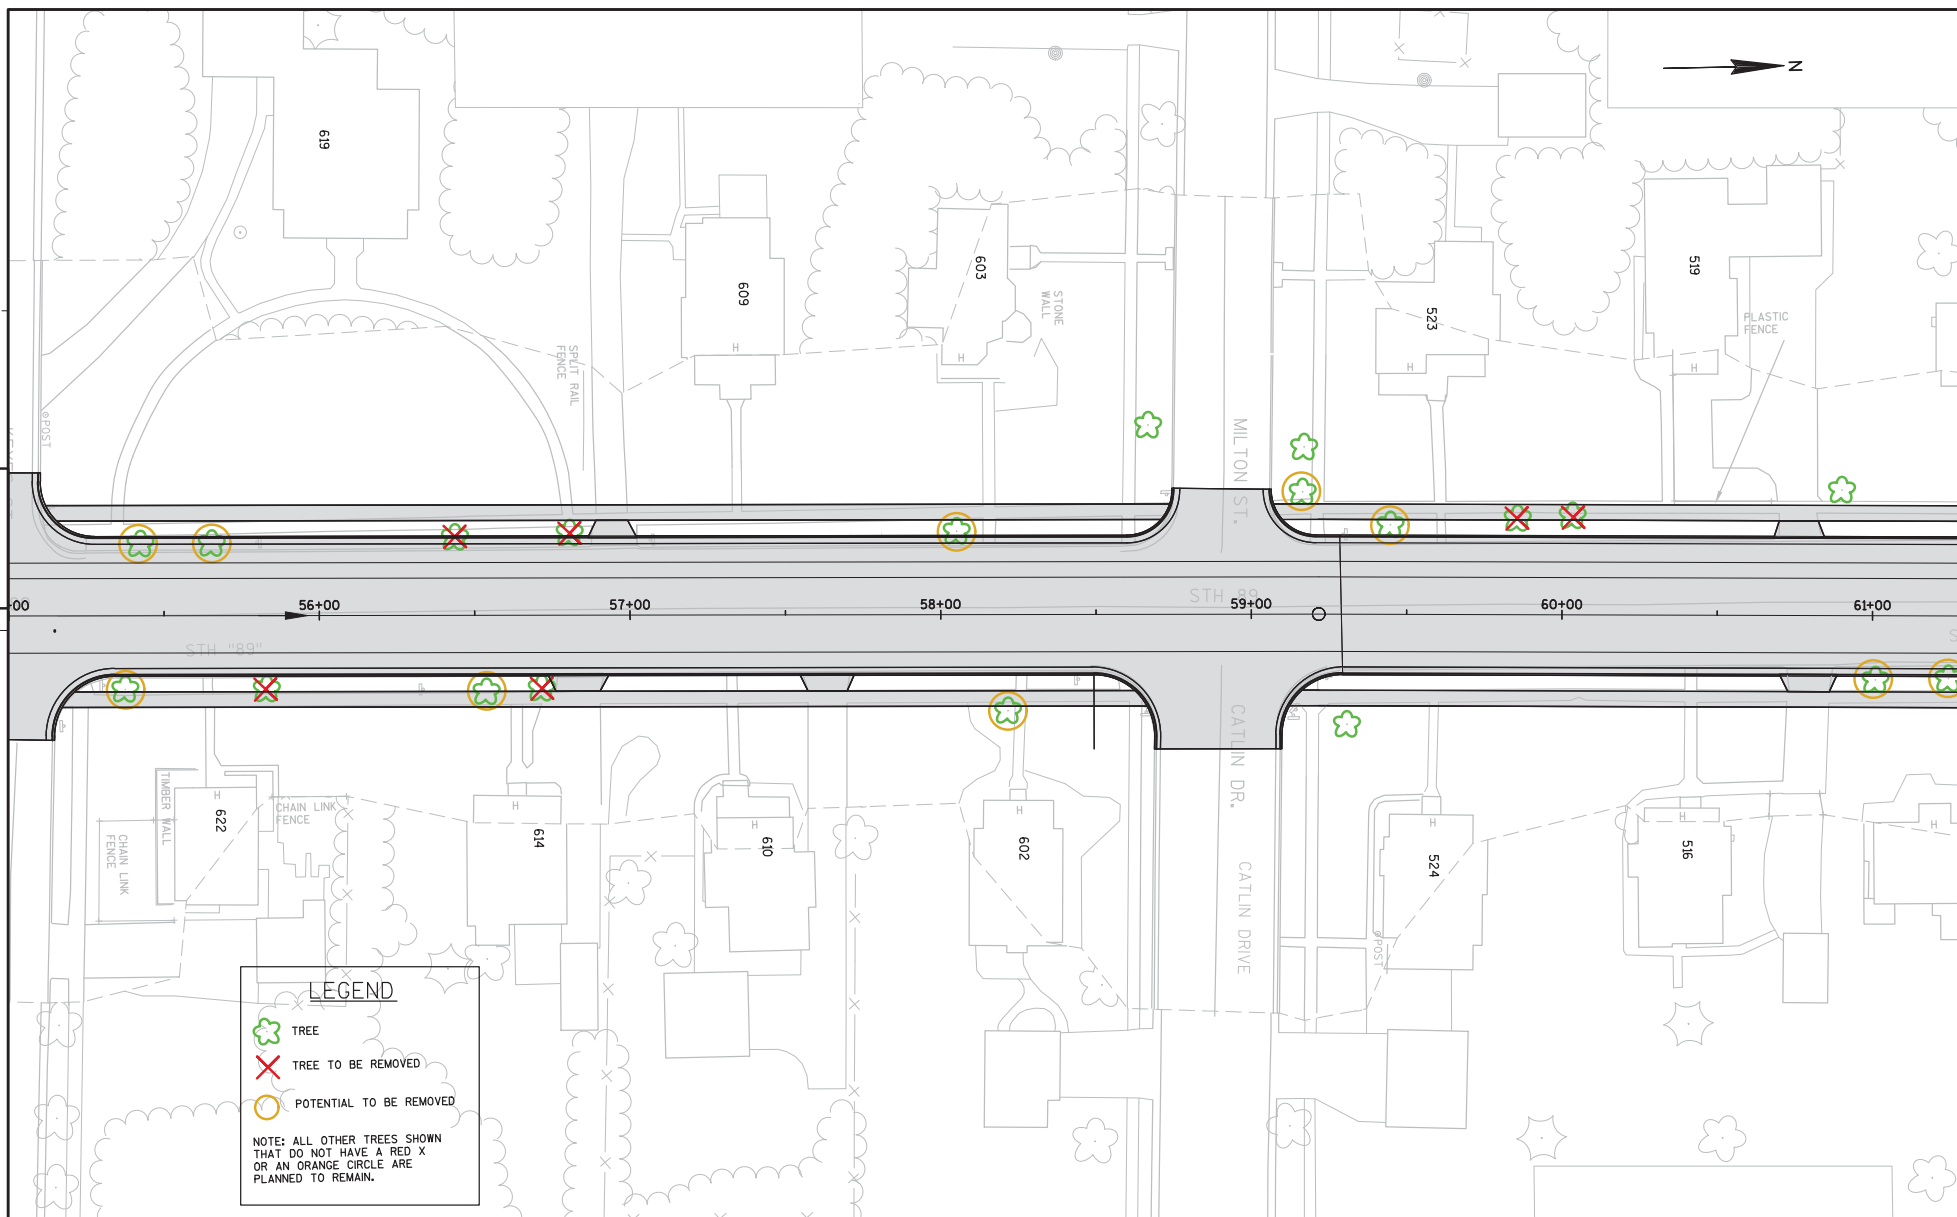 N
619
609
603
STONE
WALL
523
519
PLASTIC
FENCE
SPLIT RAIL
FENCE
POST
H
H
H
H
MILTON ST.
STH 89
00
56+00
57+00
58+00
59+00
60+00
61+00
STH "89"
S
CATLIN DR.
CATLIN DRIVE
TIMBER WALL
CHAIN LINK
FENCE
CHAIN LINK
FENCE
H
622
H
614
H
610
H
602
H
524
POST
H
516
H
LEGEND
TREE
TREE TO BE REMOVED
POTENTIAL TO BE REMOVED
NOTE: ALL OTHER TREES SHOWN
THAT DO NOT HAVE A RED X
OR AN ORANGE CIRCLE ARE
PLANNED TO REMAIN.